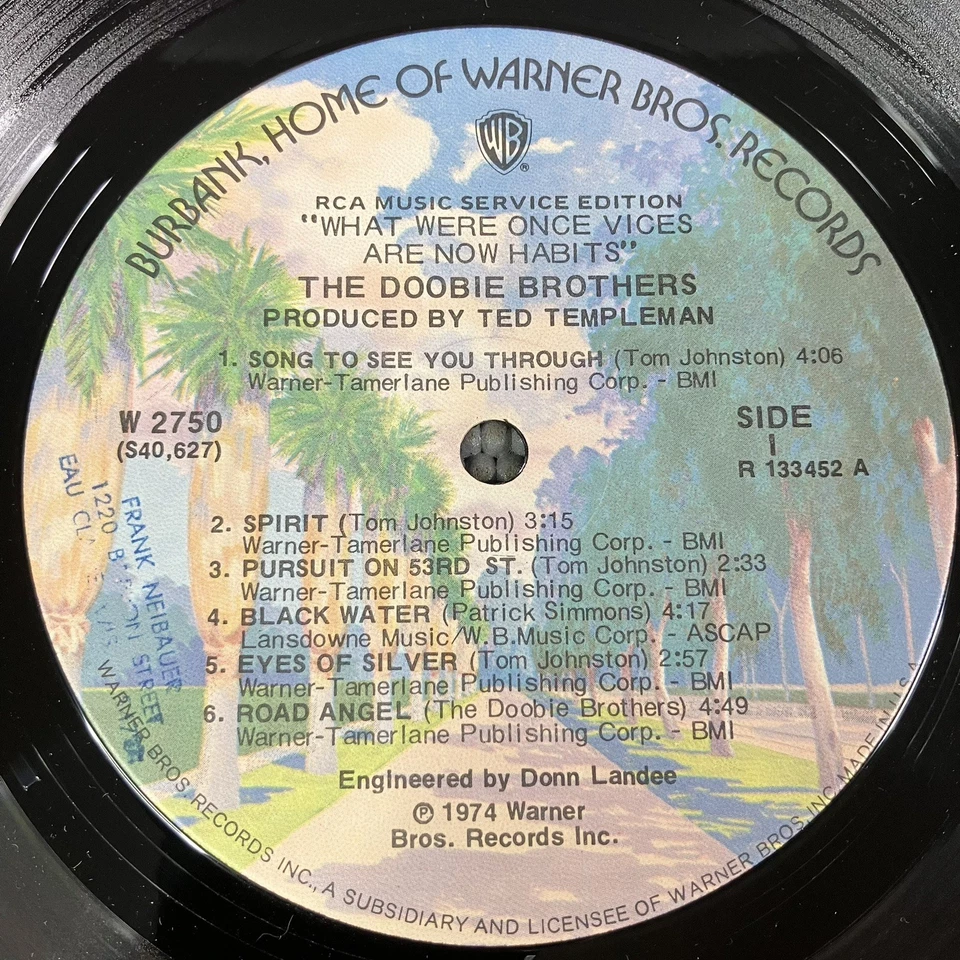 BURBANK, HOME OF WARNER BROS. RECORDS
WB
®
RCA MUSIC SERVICE EDITION
"WHAT WERE ONCE VICES
ARE NOW HABITS"
THE DOOBIE BROTHERS
PRODUCED BY TED TEMPLEMAN
1. SONG TO SEE YOU THROUGH (Tom Johnston) 4:06
Warner-Tamerlane Publishing Corp. - BMI
W 2750
(S40,627)
SIDE
I
R 133452 A
2. SPIRIT (Tom Johnston) 3:15
Warner-Tamerlane Publishing Corp. - BMI
3. PURSUIT ON 53RD ST. (Tom Johnston) 2:33
Warner-Tamerlane Publishing Corp. - BMI
4. BLACK WATER (Patrick Simmons) 4:17
Lansdowne Music/W.B.Music Corp. - ASCAP
5. EYES OF SILVER (Tom Johnston) 2:57
Warner-Tamerlane Publishing Corp. - BMI
6. ROAD ANGEL (The Doobie Brothers) 4:49
Warner-Tamerlane Publishing Corp. - BMI
Engineered by Donn Landee
℗ 1974 Warner
Bros. Records Inc.
FRANK NEIBAUER
1220 STREET
EAU
WARNER BROS. RECORDS INC., A SUBSIDIARY AND LICENSEE OF WARNER BROS. INC. MADE IN U.S.A.